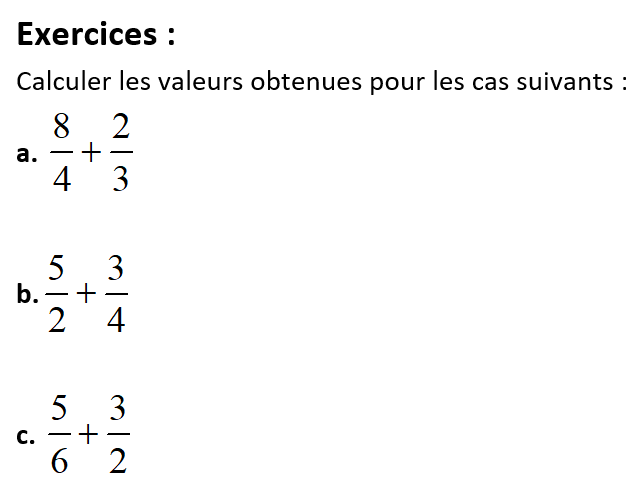 Exercices :
Calculer les valeurs obtenues pour les cas suivants :
a. 8/4 + 2/3
b. 5/2 + 3/4
c. 5/6 + 3/2